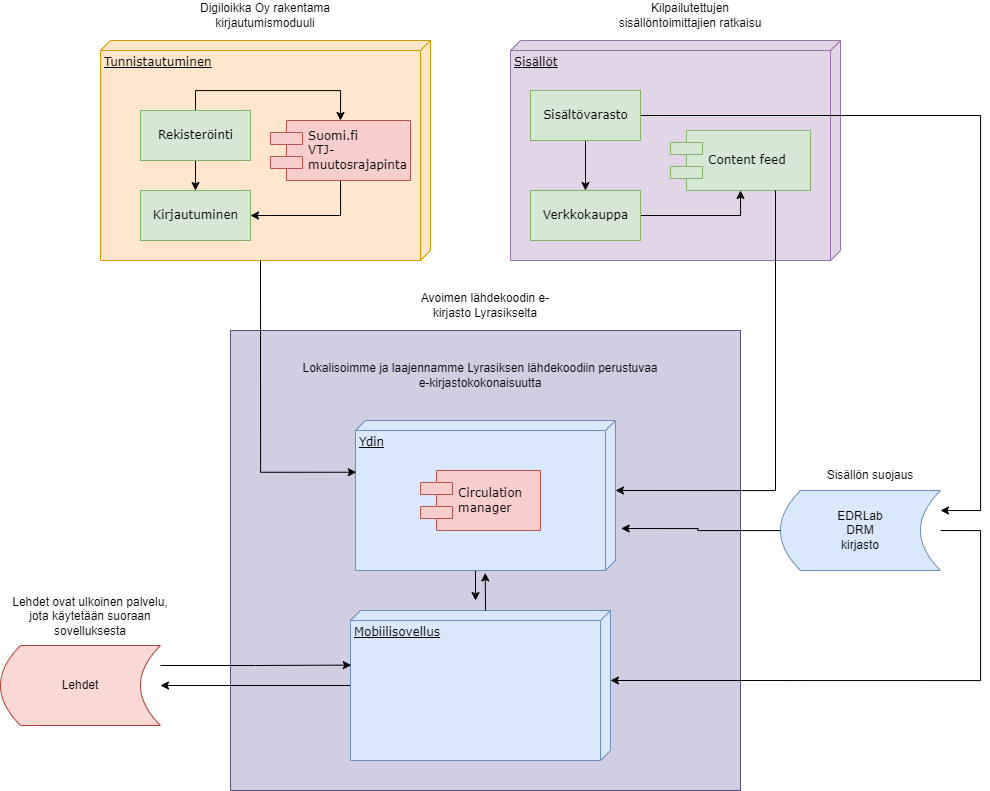 Digiloikka Oy rakentama
kirjautumismoduuli
Kilpailutettujen
sisällöntoimittajien ratkaisu
Tunnistautuminen
Rekisteröinti
Suomi.fi
VTJ-
muutosrajapinta
Kirjautuminen
Sisällöt
Sisältövarasto
Content feed
Verkkokauppa
Avoimen lähdekoodin e-
kirjasto Lyrasikselta
Lokalisoimme ja laajennamme Lyrasiksen lähdekoodiin perustuvaa
e-kirjastokokonaisuutta
Ydin
Circulation
manager
Sisällön suojaus
EDRLab
DRM
kirjasto
Lehdet ovat ulkoinen palvelu,
jota käytetään suoraan
sovelluksesta
Lehdet
Mobiilisovellus